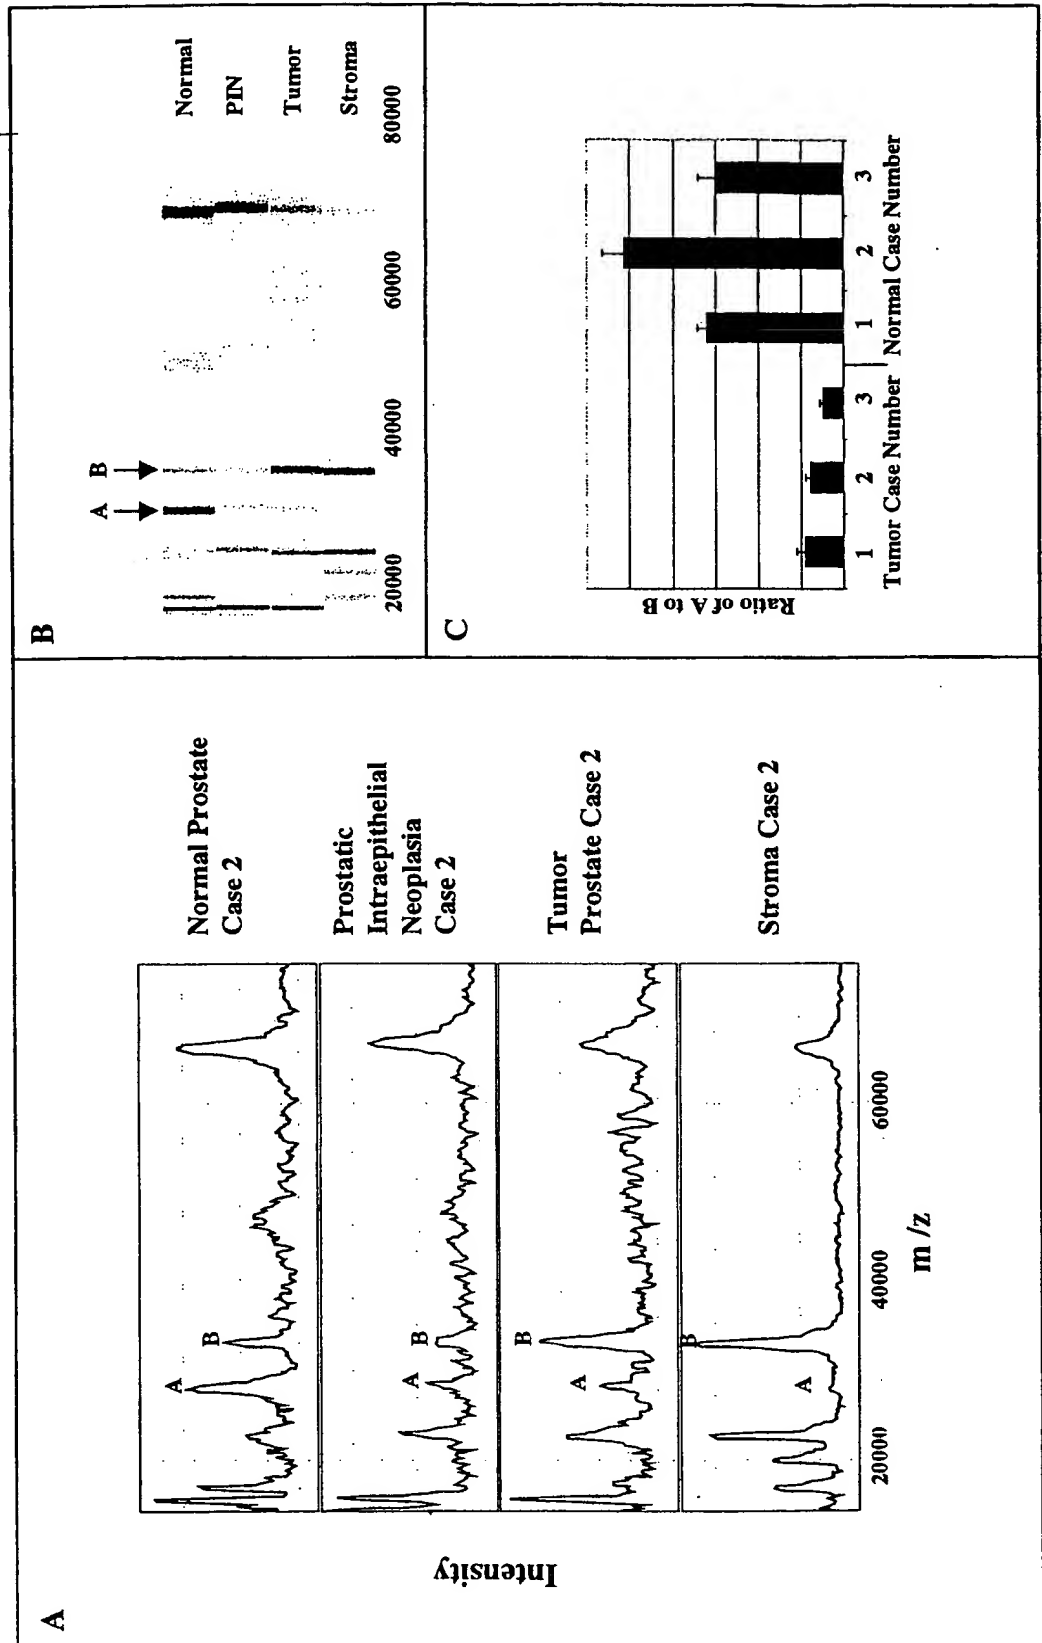 A
Intensity
A
B
Normal Prostate
Case 2
A
B
Prostatic
Intraepithelial
Neoplasia
Case 2
A
B
Tumor
Prostate Case 2
A
B
Stroma Case 2
20000
40000
60000
m/z
B
A
B
Normal
PIN
Tumor
Stroma
20000
40000
60000
80000
C
Ratio of A to B
1
2
3
1
2
3
Tumor Case Number
Normal Case Number